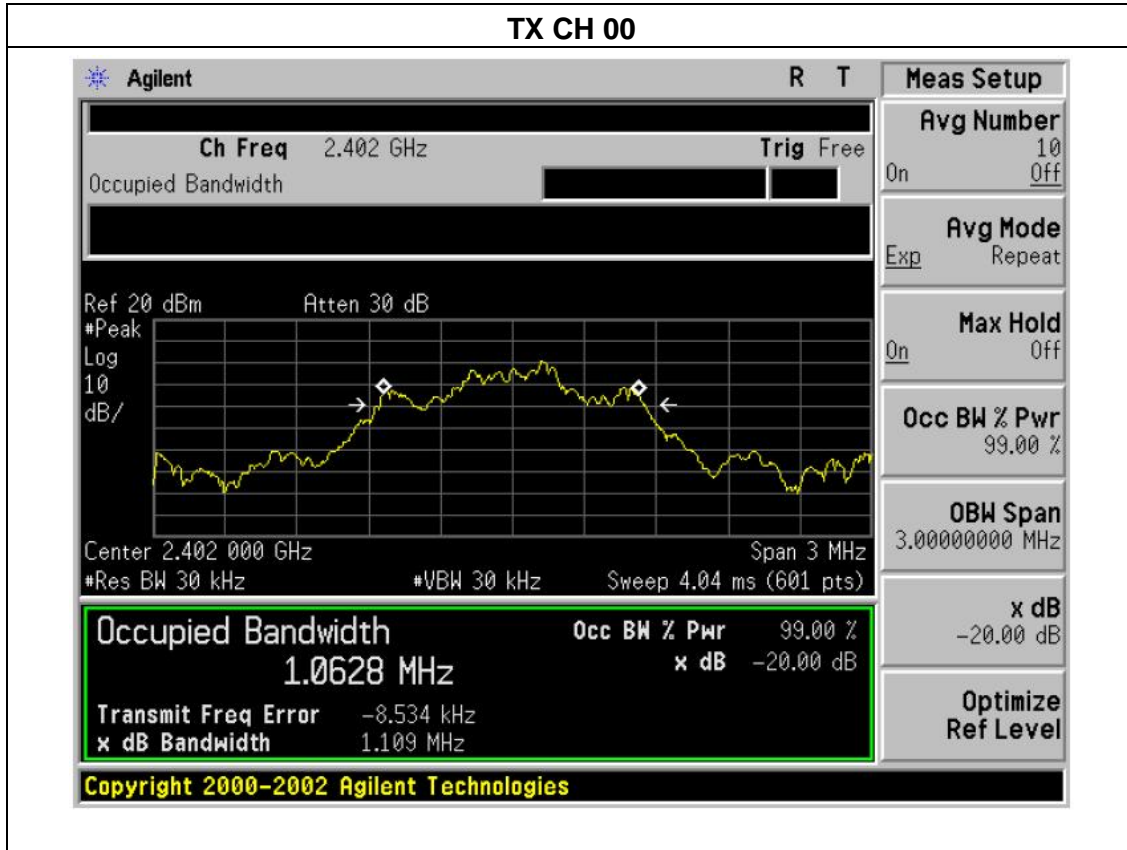 TX CH 00
Agilent R T
Ch Freq 2.402 GHz Trig Free
Occupied Bandwidth
Ref 20 dBm Atten 30 dB
#Peak
Log
10
dB/
Center 2.402 000 GHz Span 3 MHz
#Res BW 30 kHz #VBW 30 kHz Sweep 4.04 ms (601 pts)
Occupied Bandwidth Occ BW % Pwr 99.00 %
1.0628 MHz x dB -20.00 dB
Transmit Freq Error -8.534 kHz
x dB Bandwidth 1.109 MHz
Copyright 2000-2002 Agilent Technologies
Meas Setup
Avg Number
10
On Off
Avg Mode
Exp Repeat
Max Hold
On Off
Occ BW % Pwr
99.00 %
OBW Span
3.00000000 MHz
x dB
-20.00 dB
Optimize
Ref Level